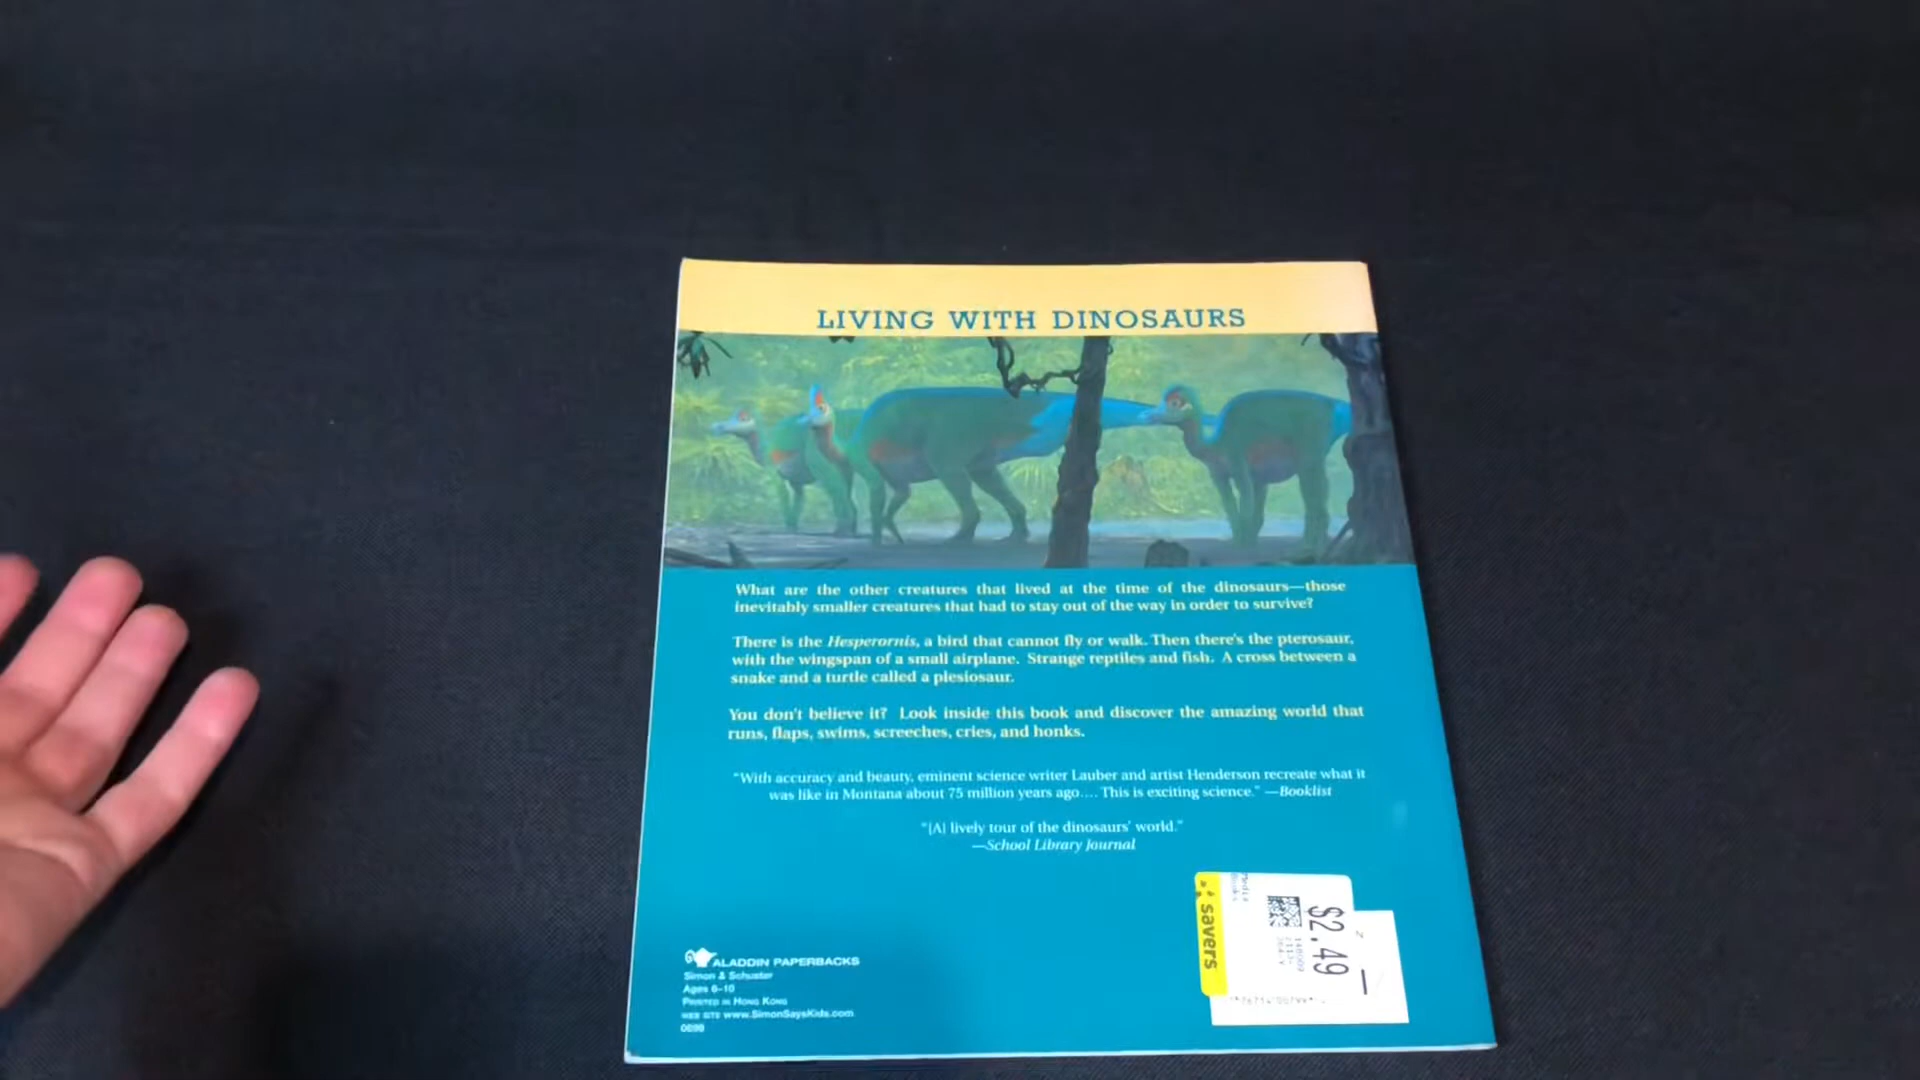 LIVING WITH DINOSAURS
What are the other creatures that lived at the time of the dinosaurs—those
inevitably smaller creatures that had to stay out of the way in order to survive?
There is the Hesperornis, a bird that cannot fly or walk. Then there's the pterosaur,
with the wingspan of a small airplane. Strange reptiles and fish. A cross between a
snake and a turtle called a plesiosaur.
You don't believe it? Look inside this book and discover the amazing world that
runs, flaps, swims, screeches, cries, and honks.
"With accuracy and beauty, eminent science writer Lauber and artist Henderson recreate what it
was like in Montana about 75 million years ago.... This is exciting science." —Booklist
"[A] lively tour of the dinosaurs' world."
—School Library Journal
ALADDIN PAPERBACKS
Simon & Schuster
Ages 6–10
PRINTED IN HONG KONG
WEB SITE www.SimonSaysKids.com
0699
savers
$2.49